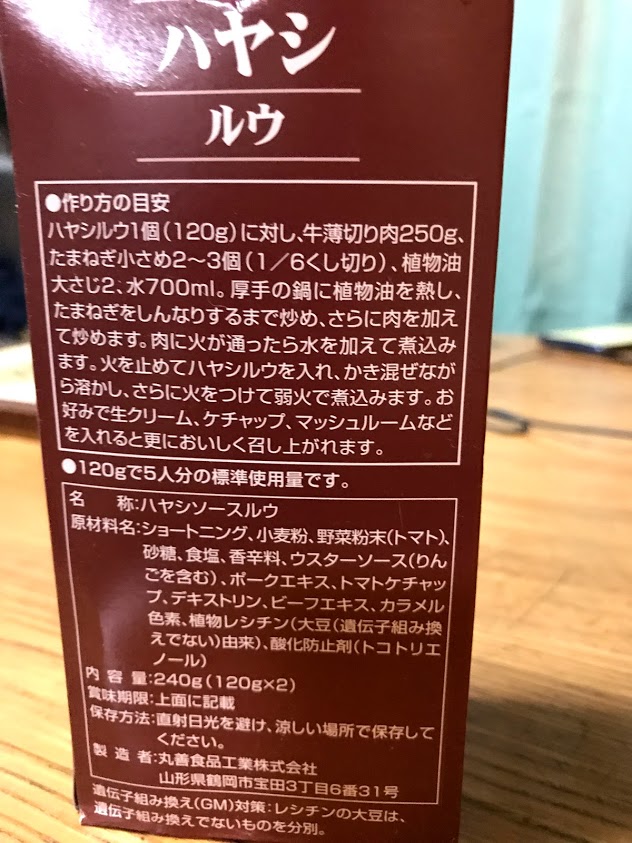 ハヤシ
ルウ
●作り方の目安
ハヤシルウ1個(120g)に対し、牛薄切り肉250g、
たまねぎ小さめ2〜3個(1/6くし切り)、植物油
大さじ2、水700ml。厚手の鍋に植物油を熱し、
たまねぎをしんなりするまで炒め、さらに肉を加え
て炒めます。肉に火が通ったら水を加えて煮込み
ます。火を止めてハヤシルウを入れ、かき混ぜなが
ら溶かし、さらに火をつけて弱火で煮込みます。お
好みで生クリーム、ケチャップ、マッシュルームなど
を入れると更においしく召し上がれます。
●120gで5人分の標準使用量です。
名 称:ハヤシソースルウ
原材料名:ショートニング、小麦粉、野菜粉末(トマト)、
砂糖、食塩、香辛料、ウスターソース(りん
ごを含む)、ポークエキス、トマトケチャッ
プ、デキストリン、ビーフエキス、カラメル
色素、植物レシチン(大豆(遺伝子組み換
えでない)由来)、酸化防止剤(トコトリエ
ノール)
内 容 量:240g(120g×2)
賞味期限:上面に記載
保存方法:直射日光を避け、涼しい場所で保存して
ください。
製 造 者:丸善食品工業株式会社
山形県鶴岡市宝田3丁目6番31号
遺伝子組み換え(GM)対策:レシチンの大豆は、
遺伝子組み換えでないものを分別。